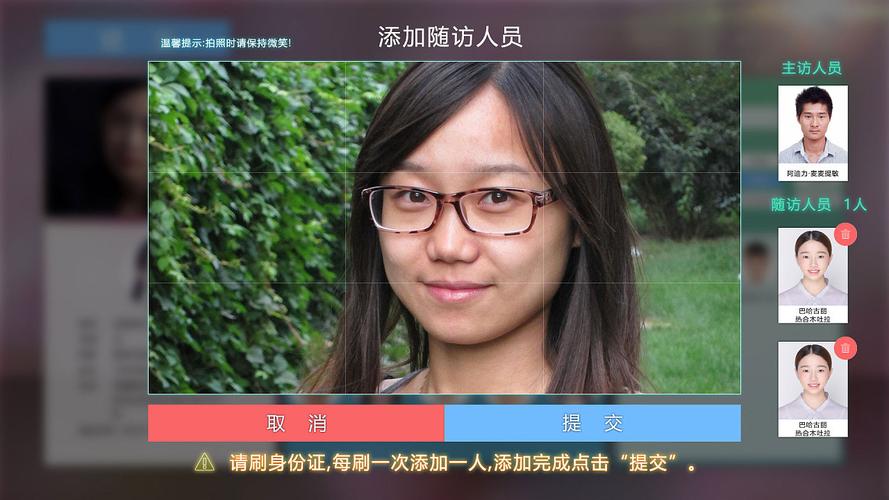 添加随访人员
温馨提示:拍照时请保持微笑!
主访人员
阿迪力·麦麦提敏
随访人员 1人
巴哈古丽
热合木吐拉
巴哈古丽
热合木吐拉
取 消
提 交
请刷身份证,每刷一次添加一人,添加完成点击“提交”。